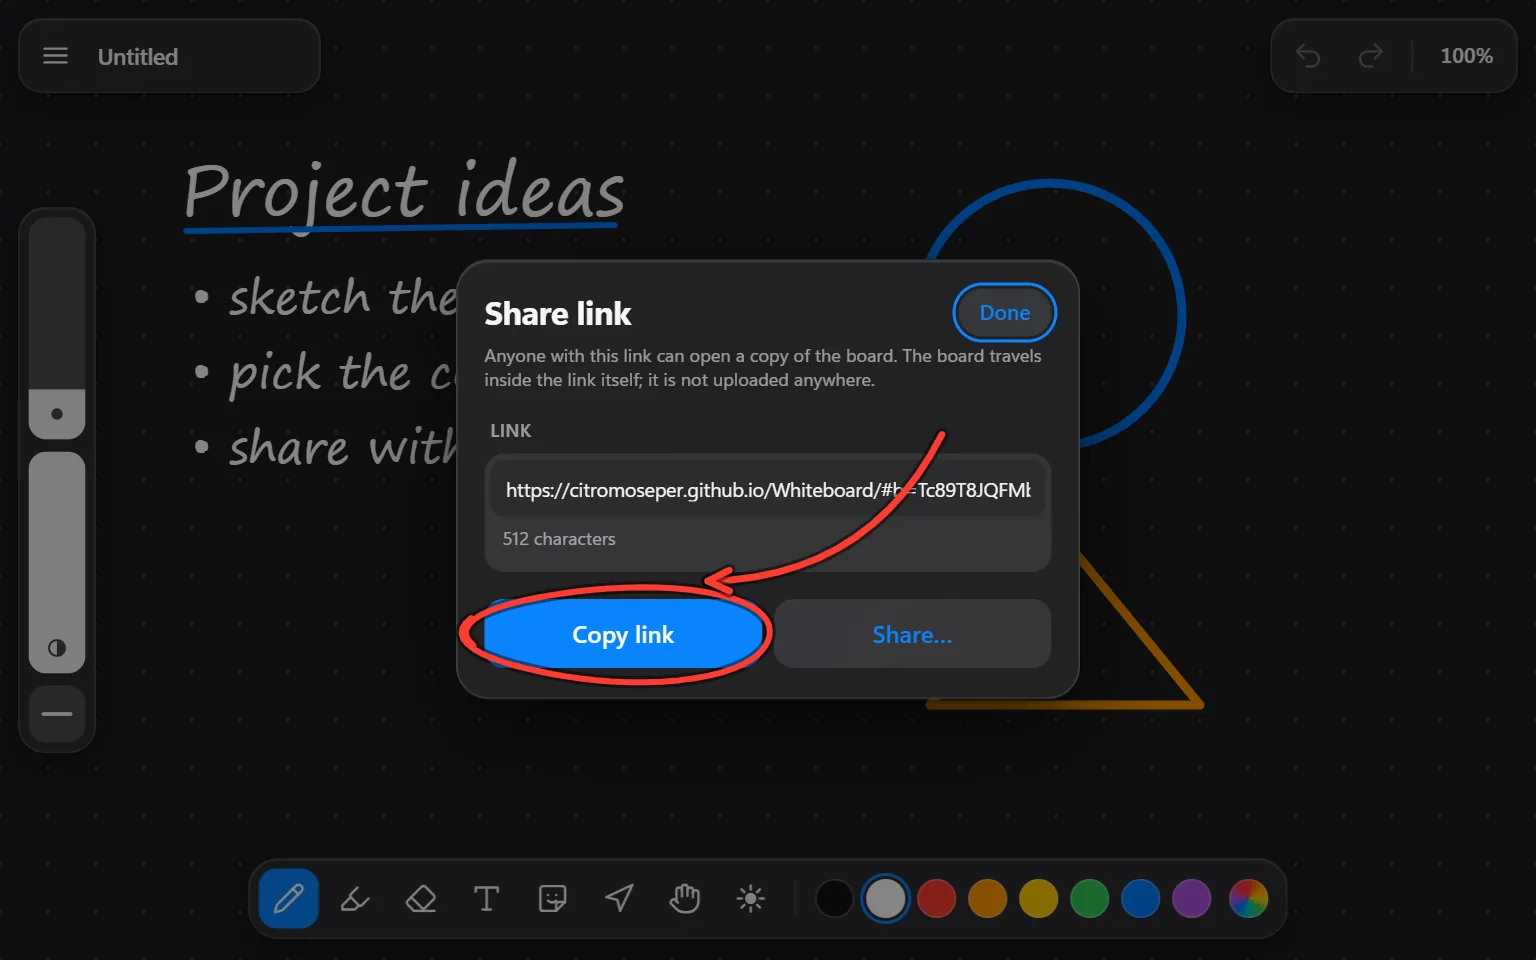 Untitled
100%
Project ideas
• sketch the
• pick the
• share with
Share link
Done
Anyone with this link can open a copy of the board. The board travels
inside the link itself; it is not uploaded anywhere.
LINK
https://citromoseper.github.io/Whiteboard/#b=Tc89T8JQFMb
512 characters
Copy link
Share...
T